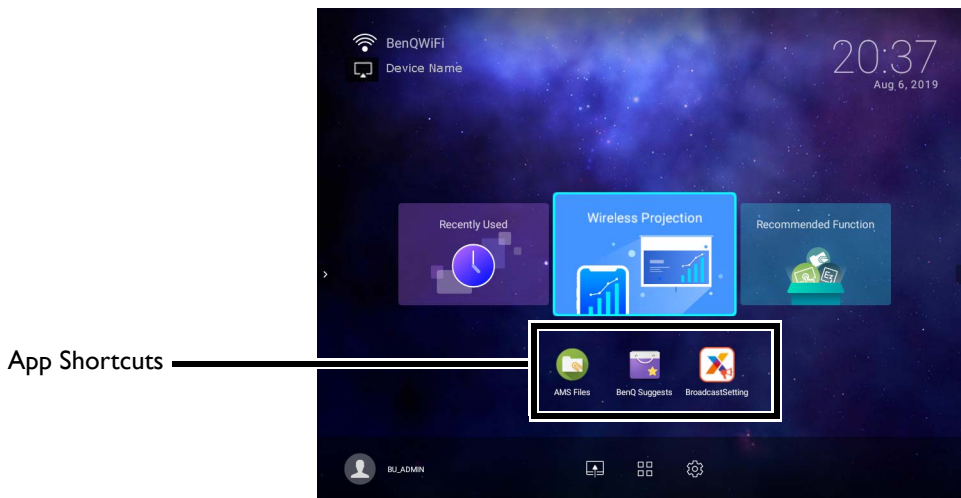 BenQWiFi
Device Name
20:37
Aug 6, 2019
Recently Used
Wireless Projection
Recommended Function
App Shortcuts
AMS Files
BenQ Suggests
BroadcastSetting
BU_ADMIN